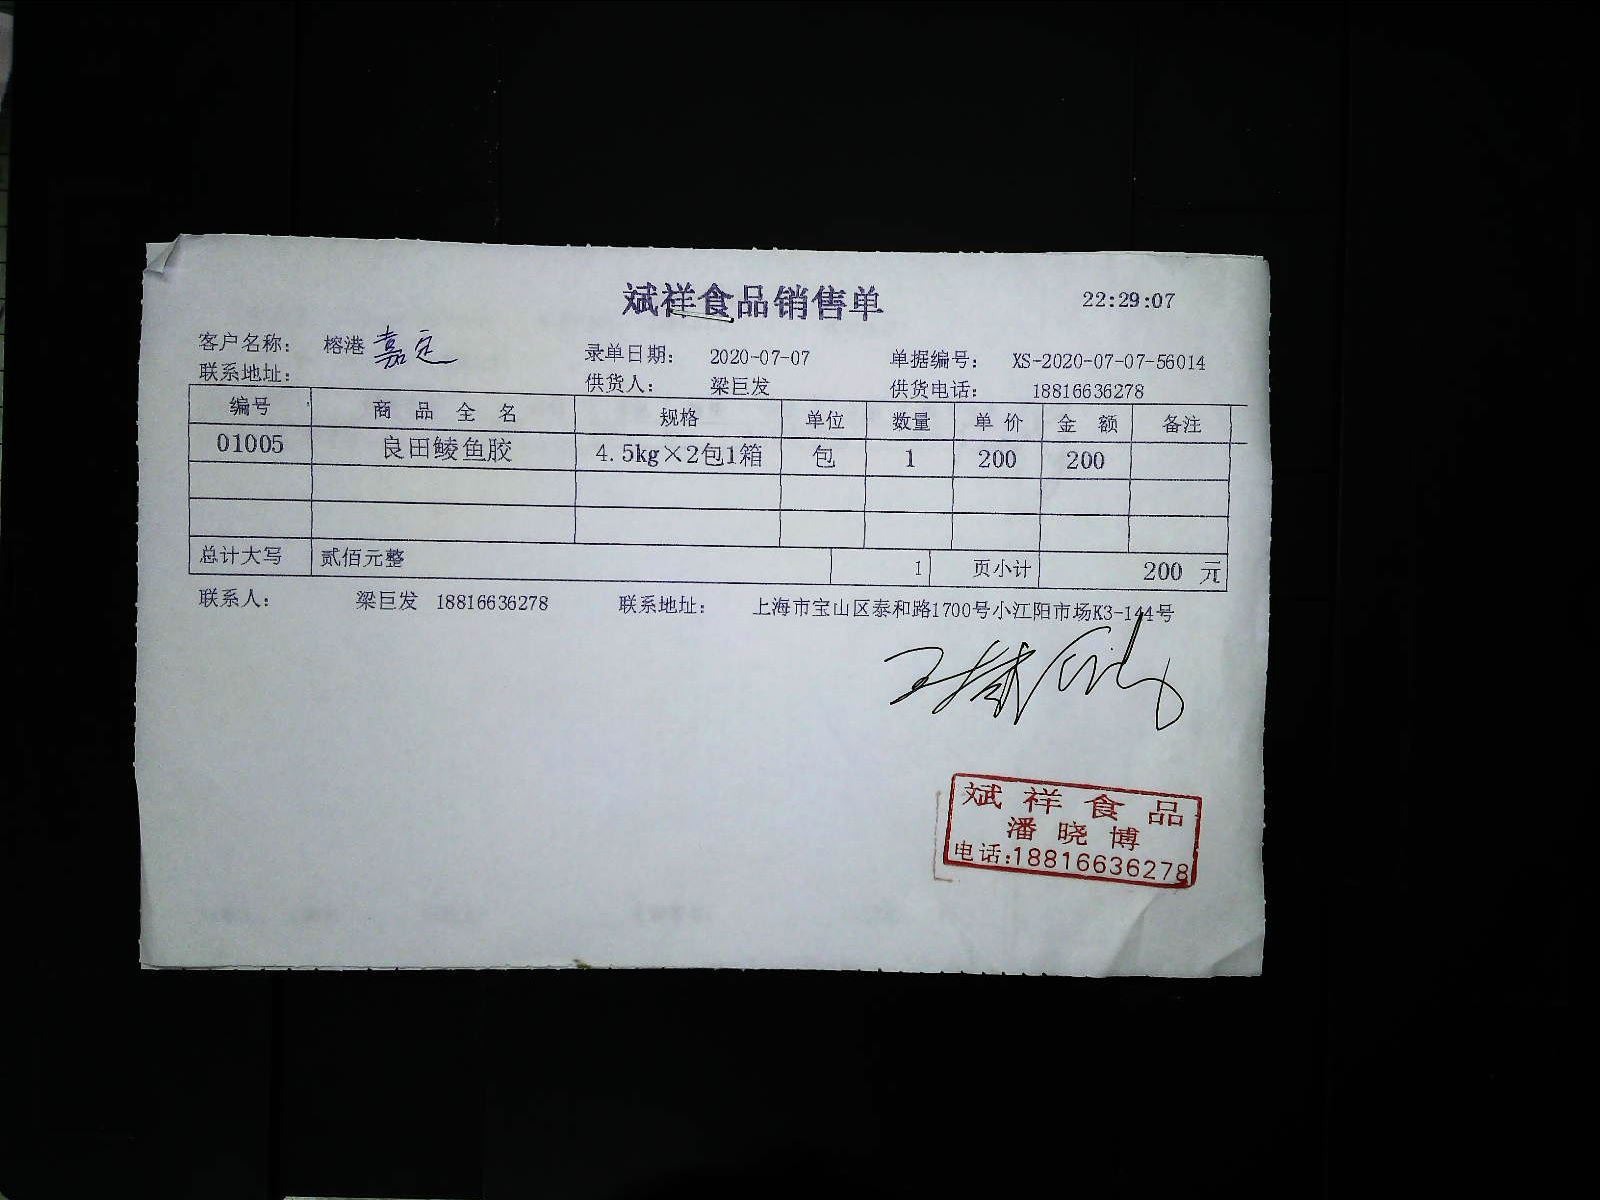 斌祥食品销售单 22:29:07
客户名称： 榕港 嘉定 录单日期： 2020-07-07 单据编号： XS-2020-07-07-56014
联系地址： 供货人： 梁巨发 供货电话： 18816636278
编号 商品全名 规格 单位 数量 单价 金额 备注
01005 良田鲮鱼胶 4.5kg×2包1箱 包 1 200 200
总计大写 贰佰元整 1 页小计 200 元
联系人： 梁巨发 18816636278 联系地址： 上海市宝山区泰和路1700号小江阳市场K3-144号
斌祥食品
潘晓博
电话:18816636278